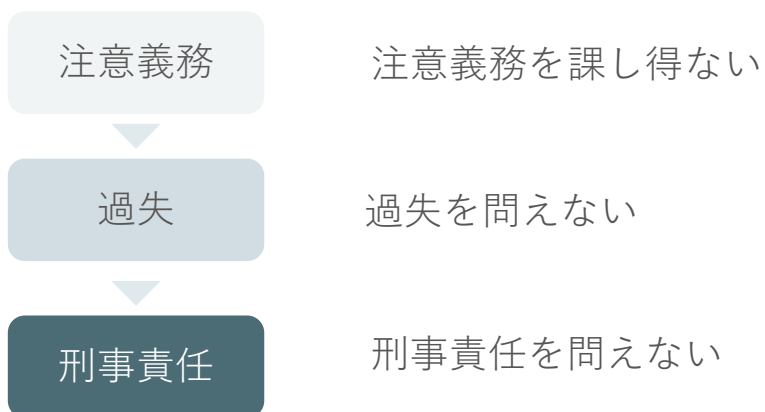 注意義務
注意義務を課し得ない
過失
過失を問えない
刑事責任
刑事責任を問えない